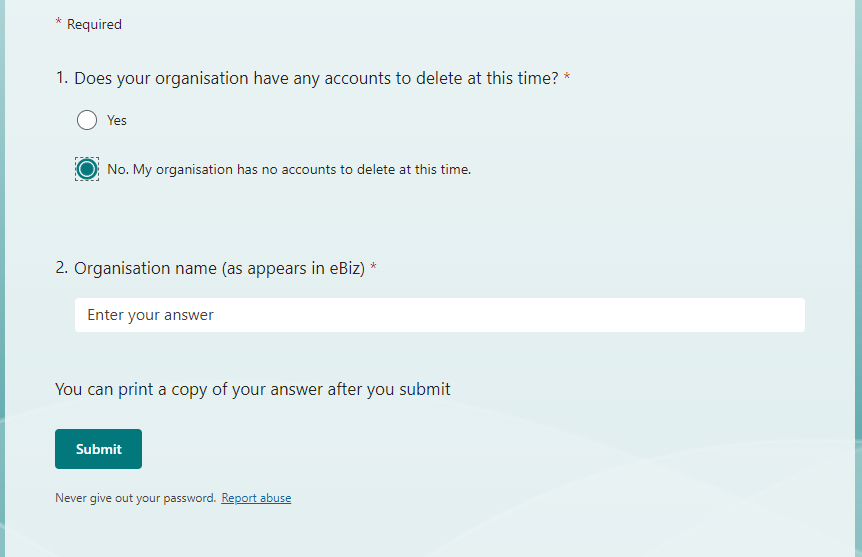 * Required
1. Does your organisation have any accounts to delete at this time? *
Yes
No. My organisation has no accounts to delete at this time.
2. Organisation name (as appears in eBiz) *
Enter your answer
You can print a copy of your answer after you submit
Submit
Never give out your password. Report abuse